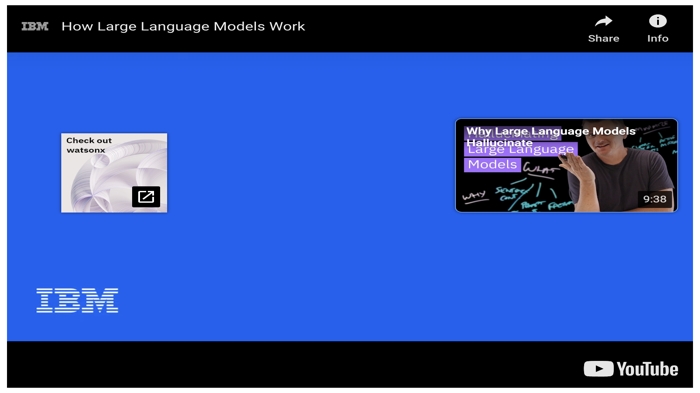 IBM How Large Language Models Work
Share
Info
Check out
watsonx
Why Large Language Models
Hallucinate
Hallucinating
Large Language
Models
WHAT
WHY
9:38
IBM
YouTube